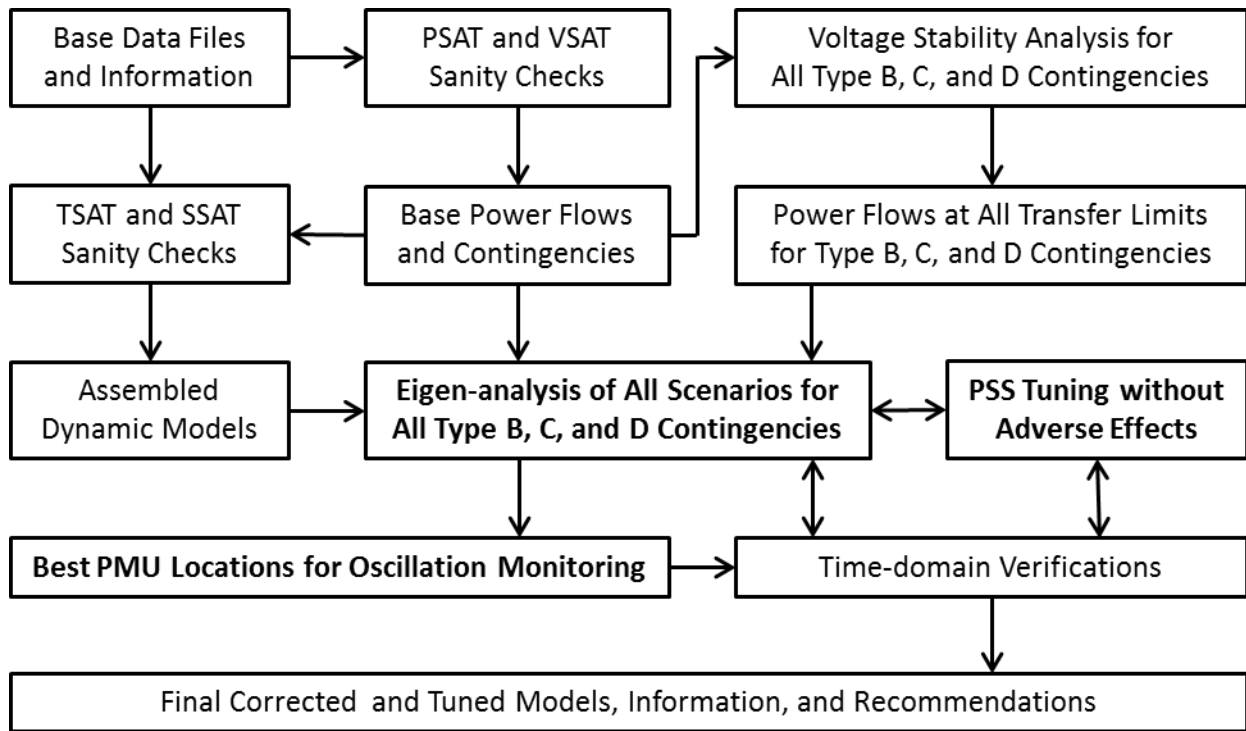 Base Data Files
and Information
PSAT and VSAT
Sanity Checks
Voltage Stability Analysis for
All Type B, C, and D Contingencies
TSAT and SSAT
Sanity Checks
Base Power Flows
and Contingencies
Power Flows at All Transfer Limits
for Type B, C, and D Contingencies
Assembled
Dynamic Models
Eigen-analysis of All Scenarios for
All Type B, C, and D Contingencies
PSS Tuning without
Adverse Effects
Best PMU Locations for Oscillation Monitoring
Time-domain Verifications
Final Corrected and Tuned Models, Information, and Recommendations